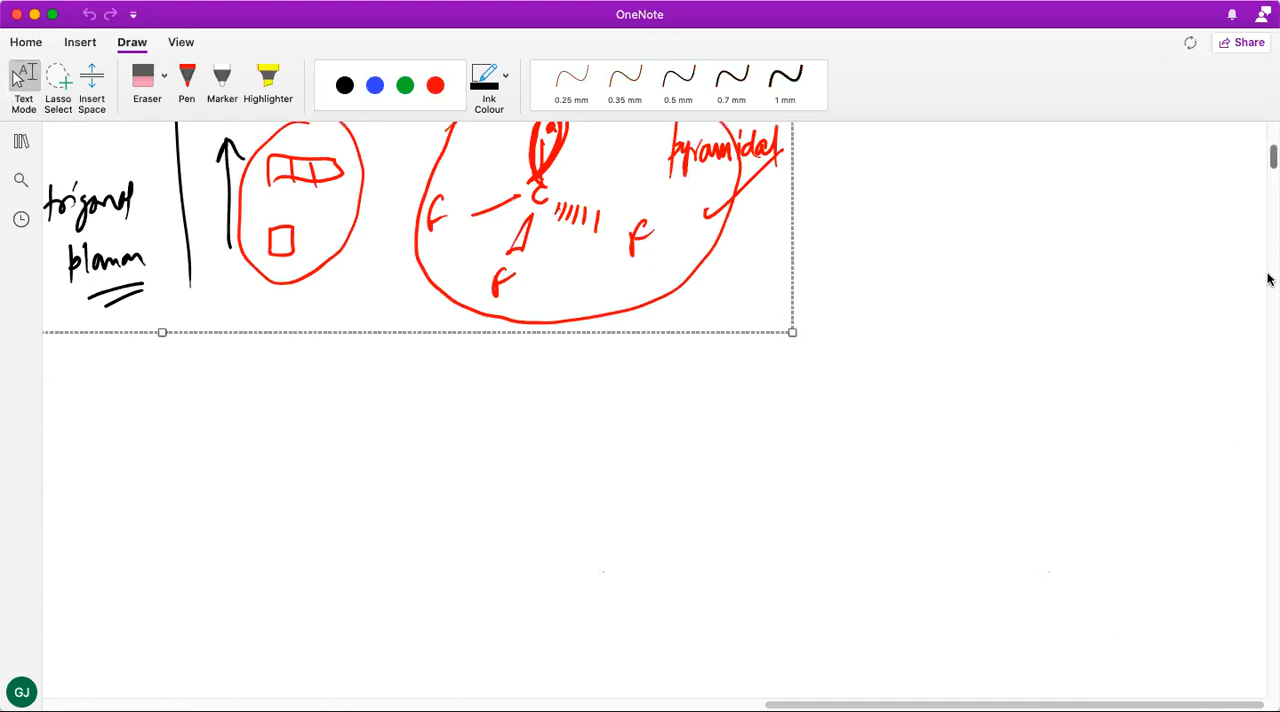 OneNote
Home Insert Draw View
Share
Text Mode
Lasso Select
Insert Space
Eraser
Pen
Marker
Highlighter
Ink Colour
0.25 mm
0.35 mm
0.5 mm
0.7 mm
1 mm
pyramidal
C
F
F
F
trigonal
planar
GJ